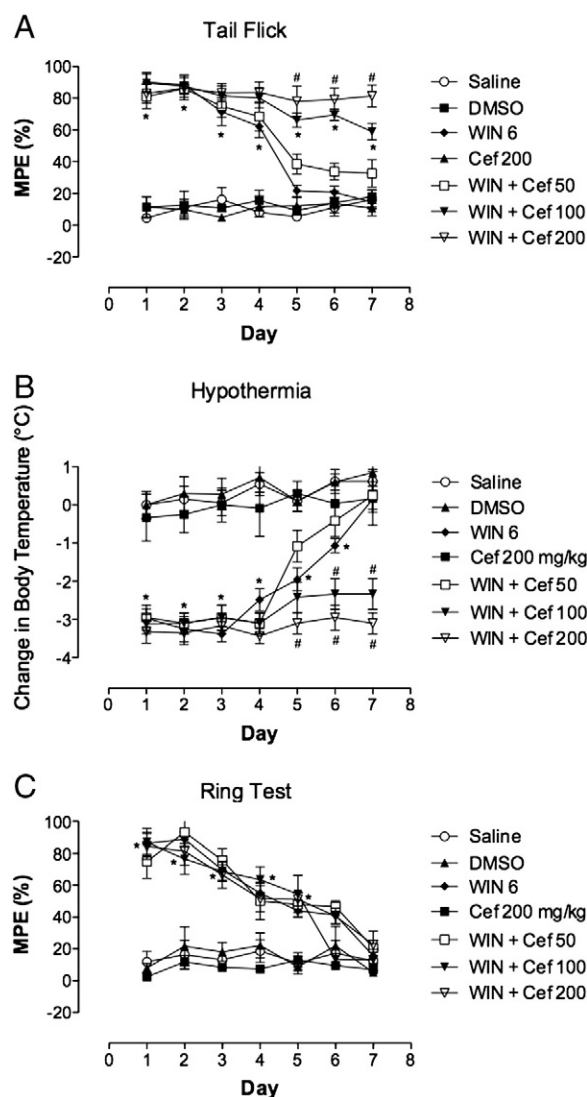 A
Tail Flick
MPE (%)
100
80
60
40
20
0
20
# # #
* * * * * * *
0 1 2 3 4 5 6 7 8
Day
Saline
DMSO
WIN 6
Cef 200
WIN + Cef 50
WIN + Cef 100
WIN + Cef 200
B
Hypothermia
Change in Body Temperature (°C)
1
0
-1
-2
-3
-4
* * * * * *
# #
# # #
0 1 2 3 4 5 6 7 8
Day
Saline
DMSO
WIN 6
Cef 200 mg/kg
WIN + Cef 50
WIN + Cef 100
WIN + Cef 200
C
Ring Test
MPE (%)
100
80
60
40
20
0
20
* * * * *
0 1 2 3 4 5 6 7 8
Day
Saline
DMSO
WIN 6
Cef 200 mg/kg
WIN + Cef 50
WIN + Cef 100
WIN + Cef 200